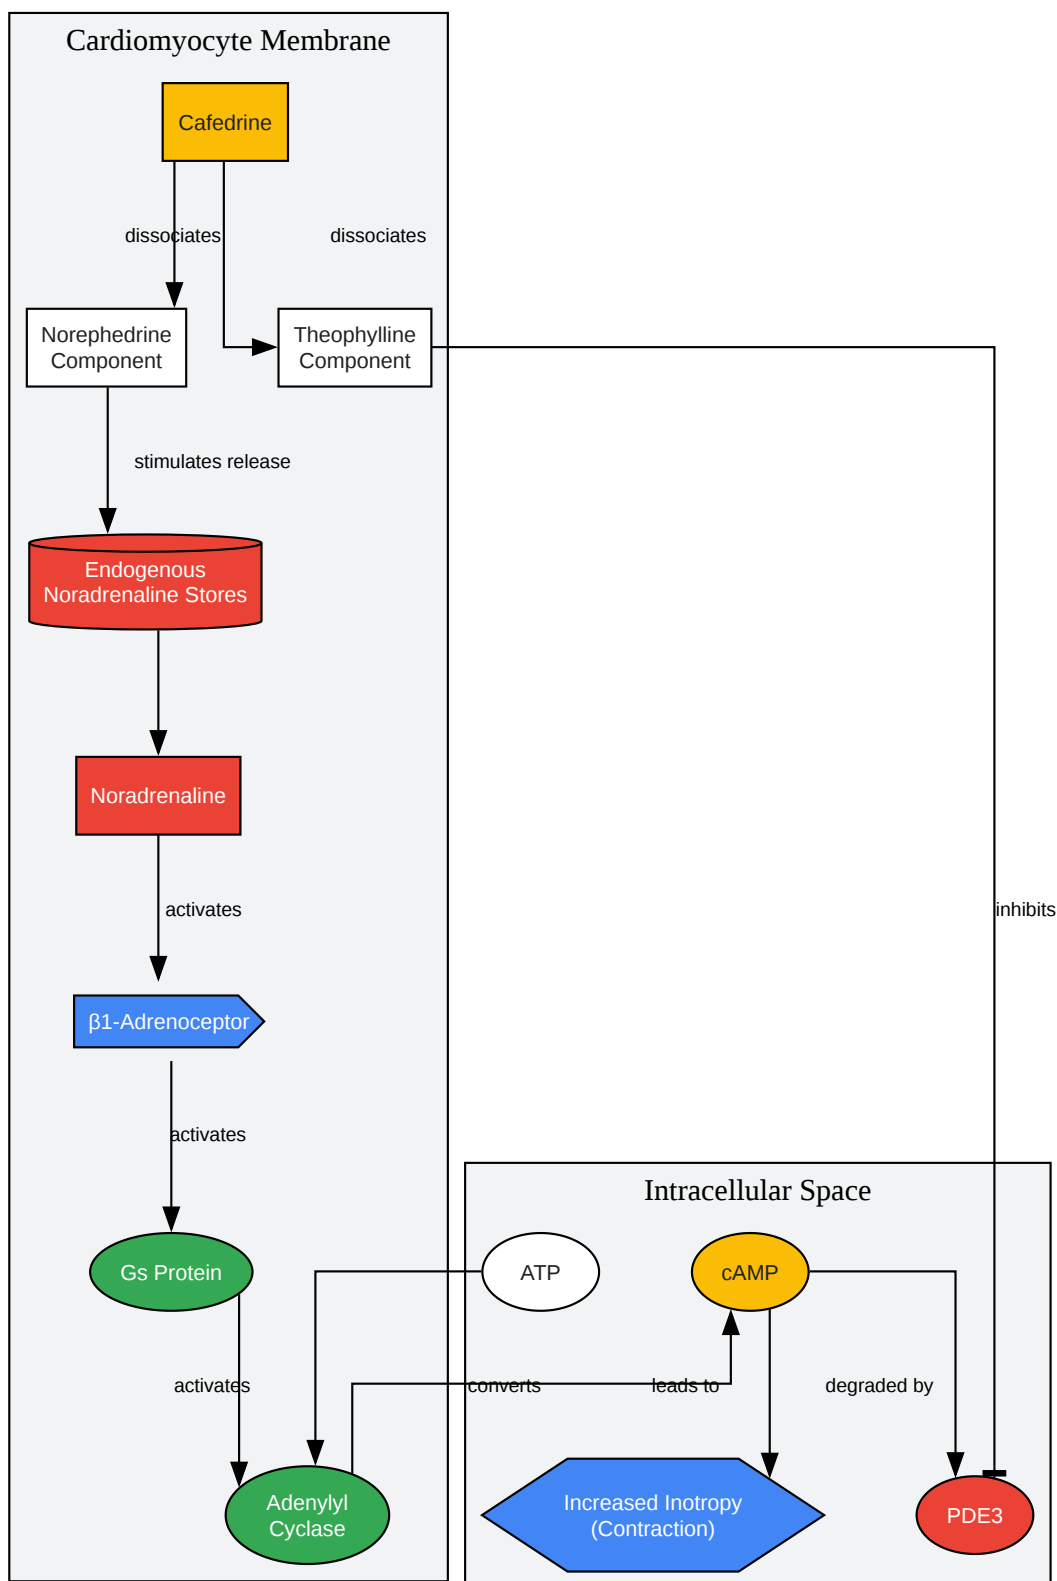 Cardiomyocyte Membrane
Cafedrine
dissociates
dissociates
Norephedrine
Component
Theophylline
Component
stimulates release
Endogenous
Noradrenaline Stores
Noradrenaline
activates
inhibits
β1-Adrenoceptor
activates
Intracellular Space
Gs Protein
ATP
cAMP
activates
converts
leads to
degraded by
Adenylyl
Cyclase
Increased Inotropy
(Contraction)
PDE3